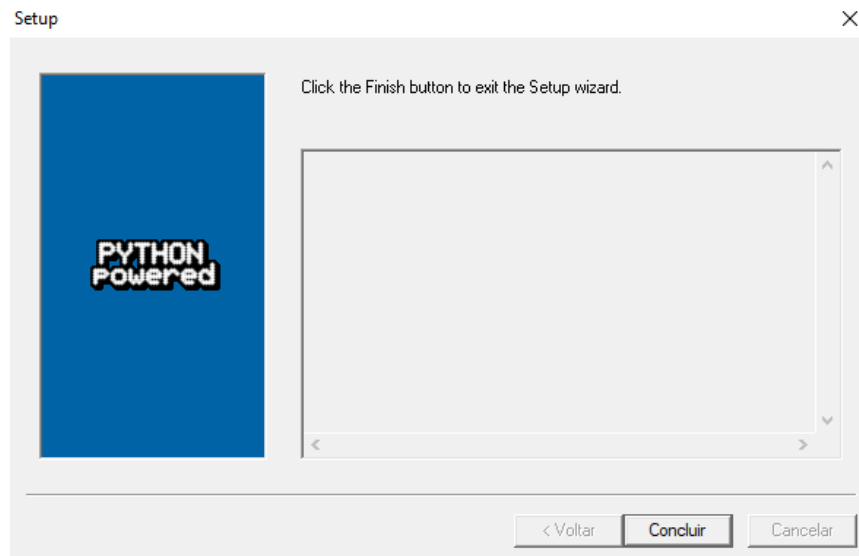 Setup
Click the Finish button to exit the Setup wizard.
PYTHON
powered
< Voltar
Concluir
Cancelar